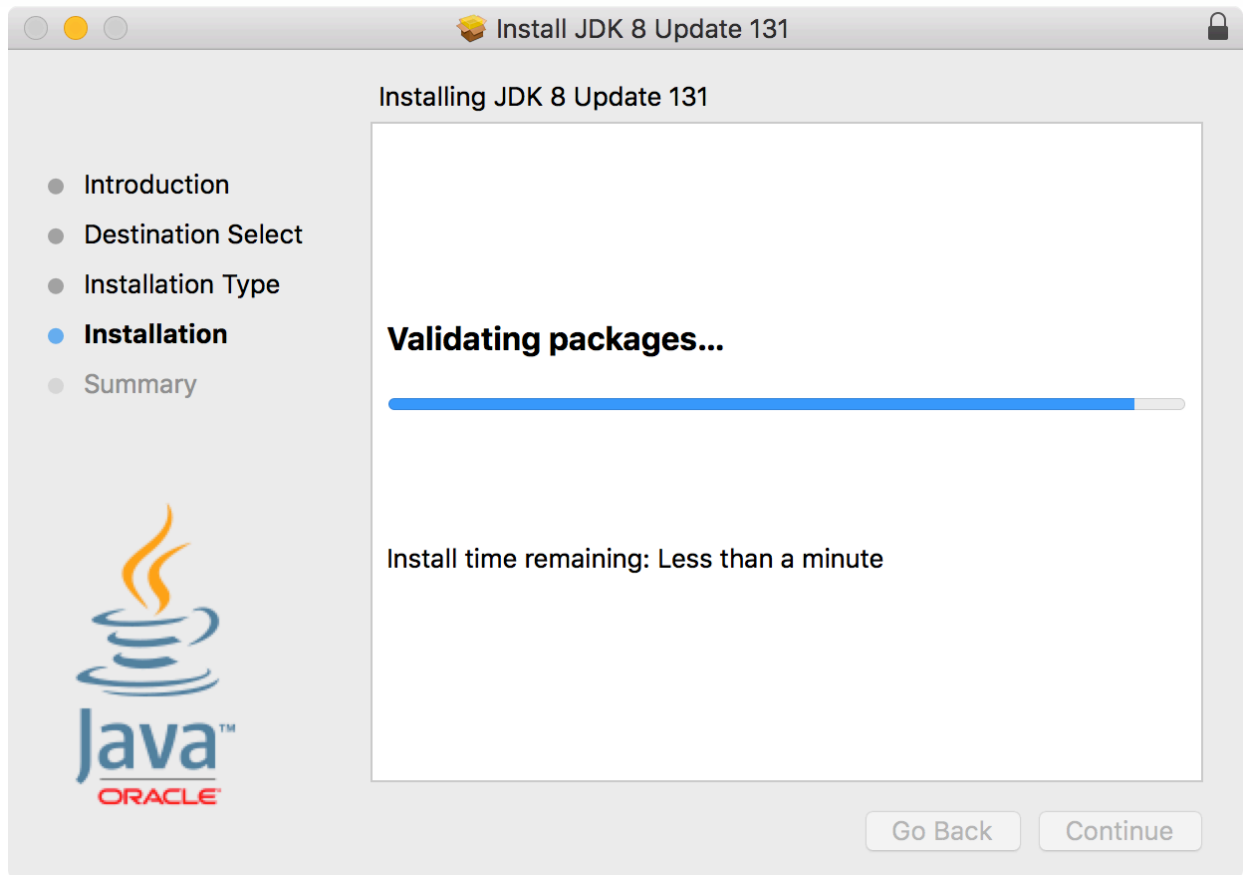 Install JDK 8 Update 131
Installing JDK 8 Update 131
Introduction
Destination Select
Installation Type
Installation
Summary
Validating packages...
Install time remaining: Less than a minute
Java™
ORACLE
Go Back
Continue